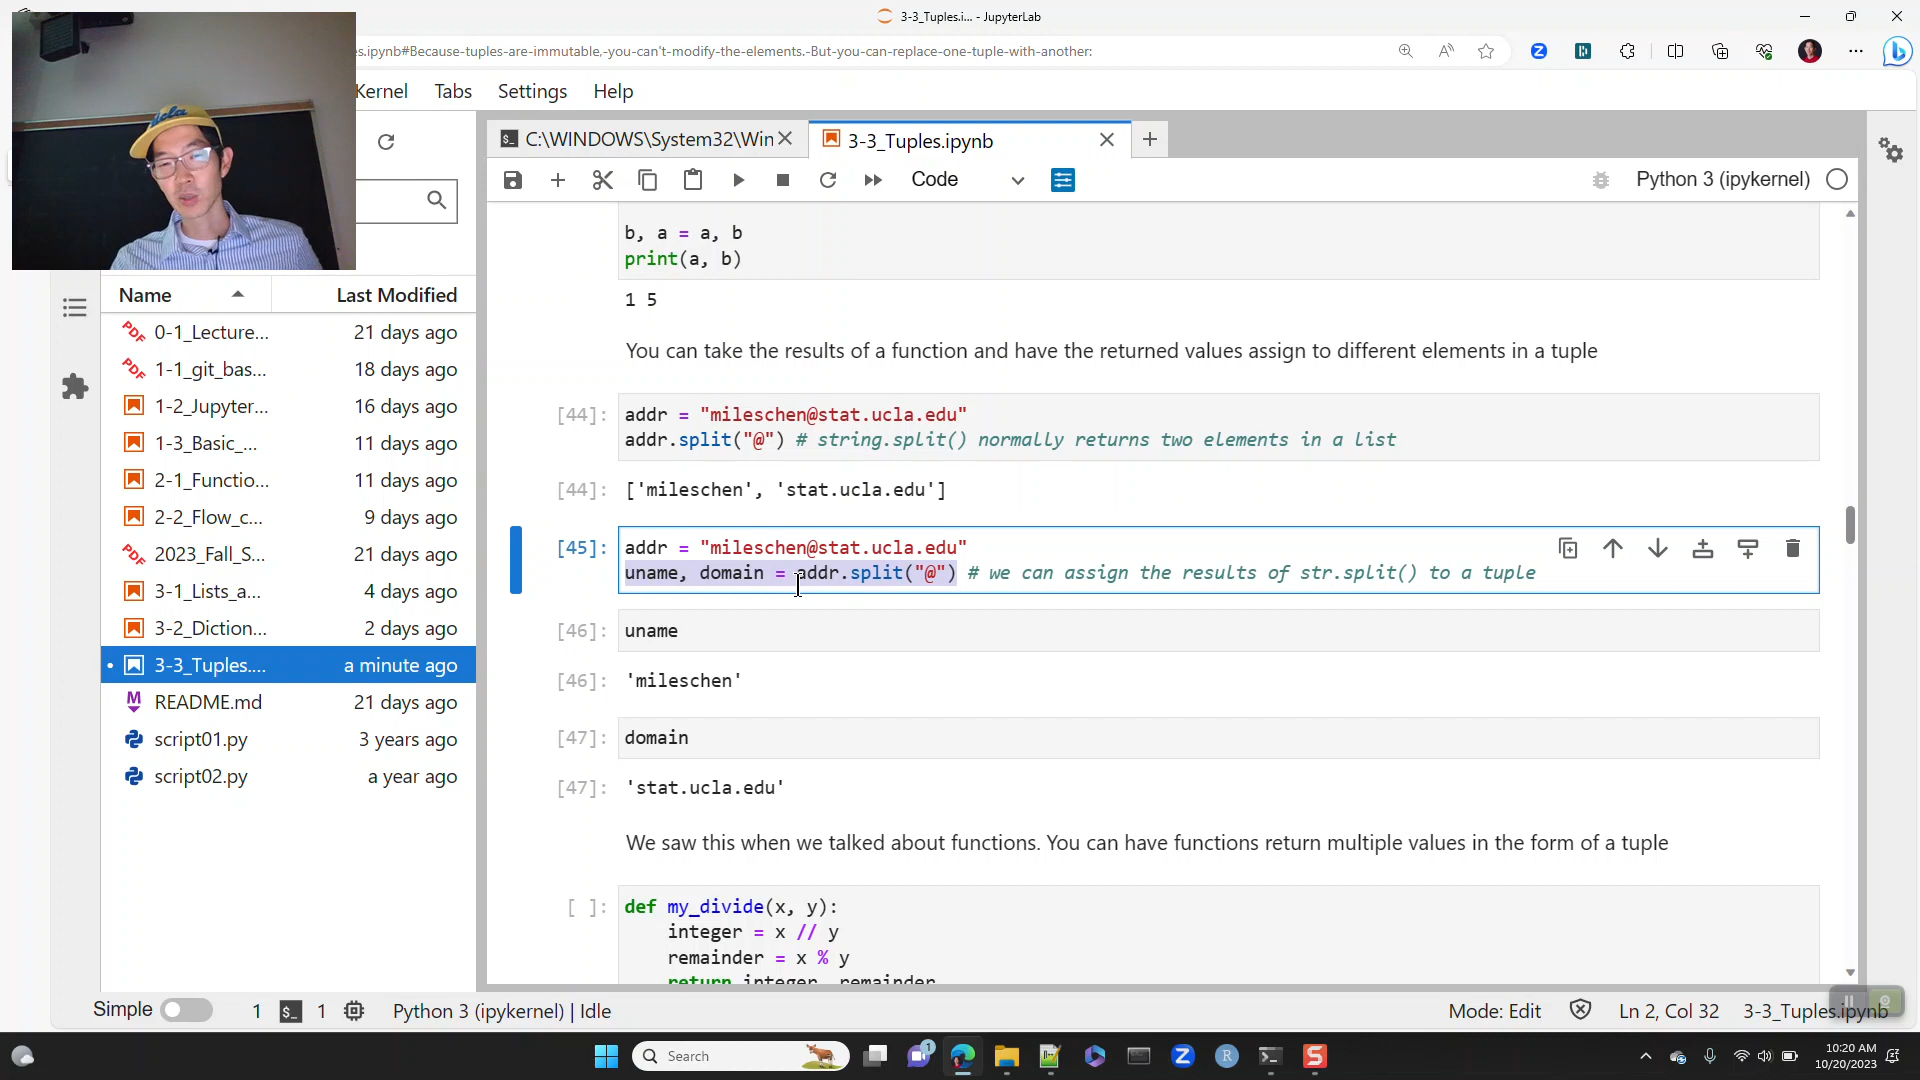 3-3_Tuples.i... - JupyterLab
s.ipynb#Because-tuples-are-immutable,-you-can't-modify-the-elements.-But-you-can-replace-one-tuple-with-another:
Kernel Tabs Settings Help
C:\WINDOWS\System32\Win
3-3_Tuples.ipynb
Code
Python 3 (ipykernel)
Name Last Modified
0-1_Lecture... 21 days ago
1-1_git_bas... 18 days ago
1-2_Jupyter... 16 days ago
1-3_Basic_... 11 days ago
2-1_Functio... 11 days ago
2-2_Flow_c... 9 days ago
2023_Fall_S... 21 days ago
3-1_Lists_a... 4 days ago
3-2_Diction... 2 days ago
3-3_Tuples.... a minute ago
README.md 21 days ago
script01.py 3 years ago
script02.py a year ago
b, a = a, b
print(a, b)
1 5
You can take the results of a function and have the returned values assign to different elements in a tuple
[44]: addr = "mileschen@stat.ucla.edu"
addr.split("@") # string.split() normally returns two elements in a list
[44]: ['mileschen', 'stat.ucla.edu']
[45]: addr = "mileschen@stat.ucla.edu"
uname, domain = addr.split("@") # we can assign the results of str.split() to a tuple
[46]: uname
[46]: 'mileschen'
[47]: domain
[47]: 'stat.ucla.edu'
We saw this when we talked about functions. You can have functions return multiple values in the form of a tuple
[ ]: def my_divide(x, y):
integer = x // y
remainder = x % y
return integer, remainder
Simple 1 1 Python 3 (ipykernel) | Idle Mode: Edit Ln 2, Col 32 3-3_Tuples.ipynb
Search
1
10:20 AM
10/20/2023
ucla